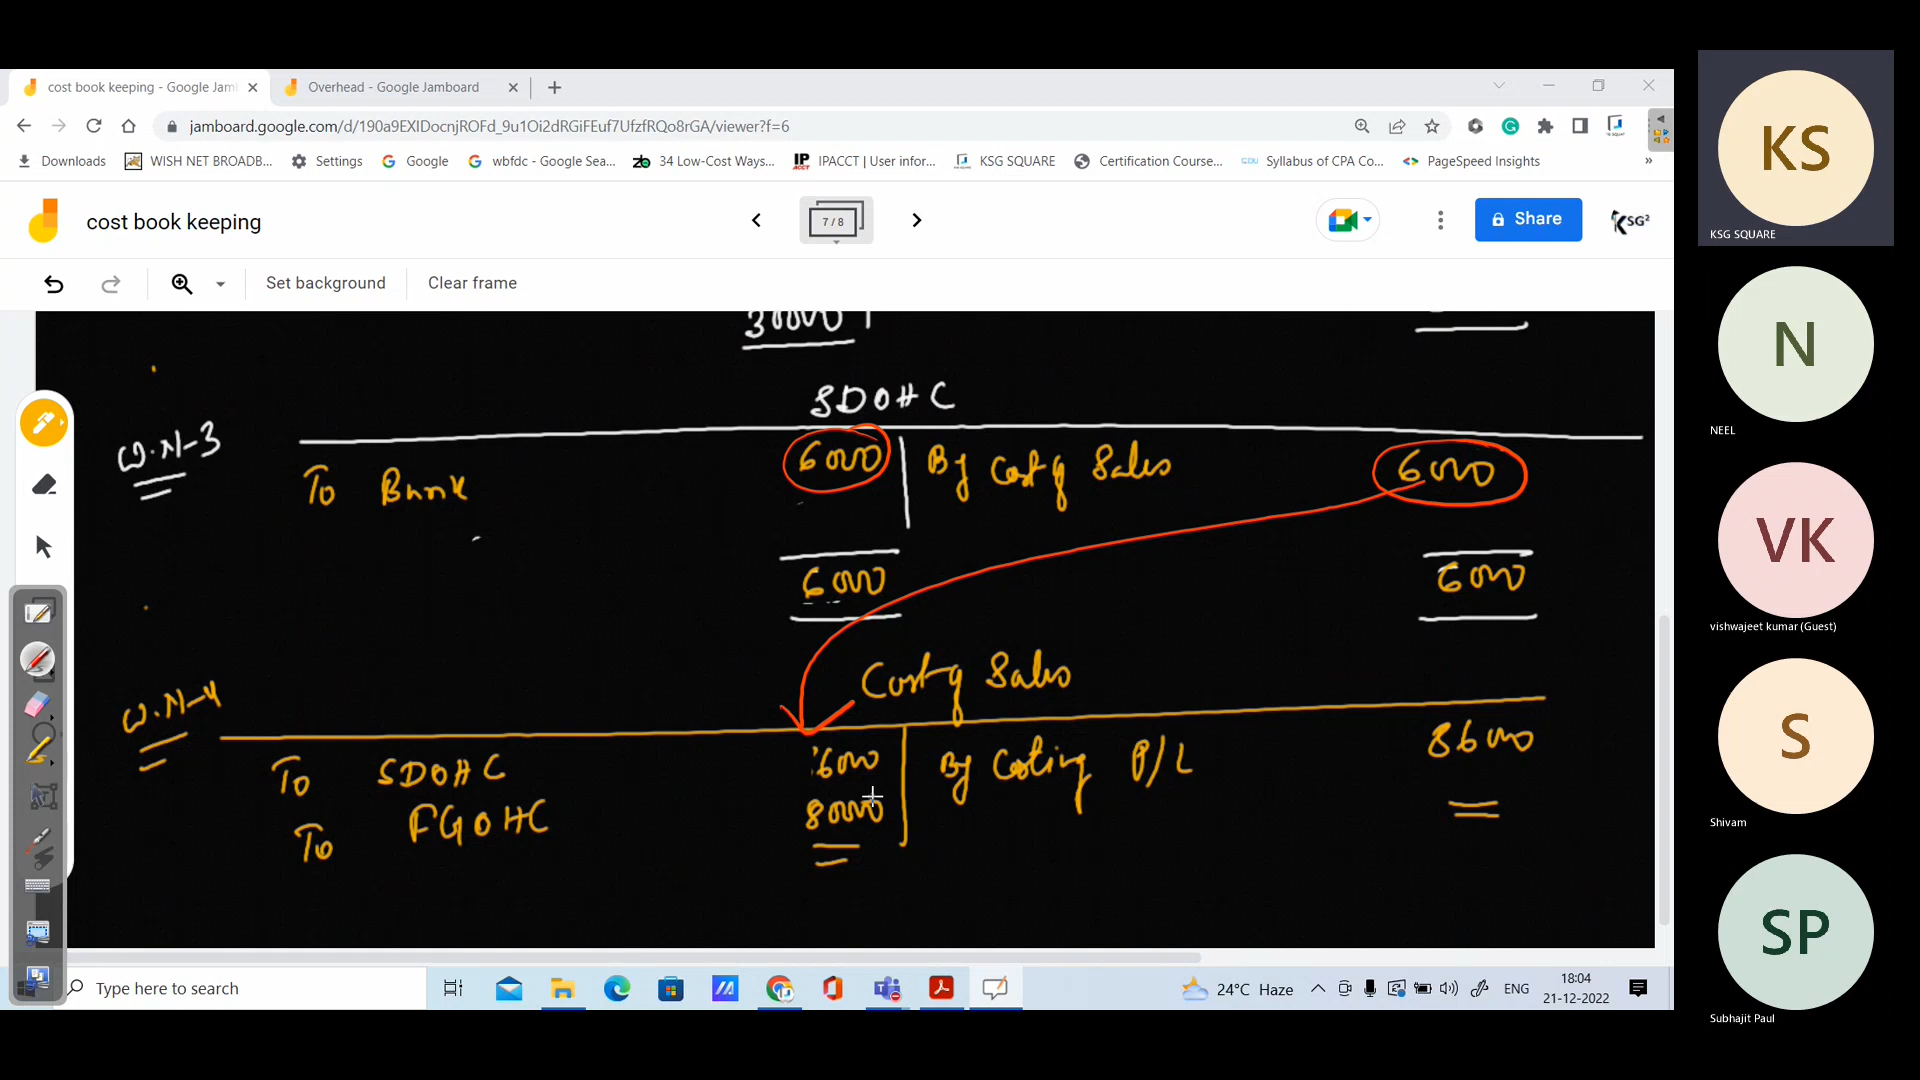 cost book keeping - Google Jam
Overhead - Google Jamboard
jamboard.google.com/d/190a9EXIDocnjROFd_9u1Oi2dRGiFEuf7UfzfRQo8rGA/viewer?f=6
Downloads WISH NET BROADB... Settings Google wbfdc - Google Sea... 34 Low-Cost Ways... IPACCT | User infor... KSG SQUARE Certification Course... Syllabus of CPA Co... PageSpeed Insights »
cost book keeping 7 / 8 Share KSG²
Set background Clear frame
30000
SDOHC
W.N-3
To Bank 6000 By Cost of Sales 6000
6000 6000
Cost of Sales
W.N-4
To SDOHC 6000 By Costing P/L 86000
To FGOHC 80000
Type here to search 24°C Haze ENG 18:04
21-12-2022
KS
KSG SQUARE
N
NEEL
VK
vishwajeet kumar (Guest)
S
Shivam
SP
Subhajit Paul